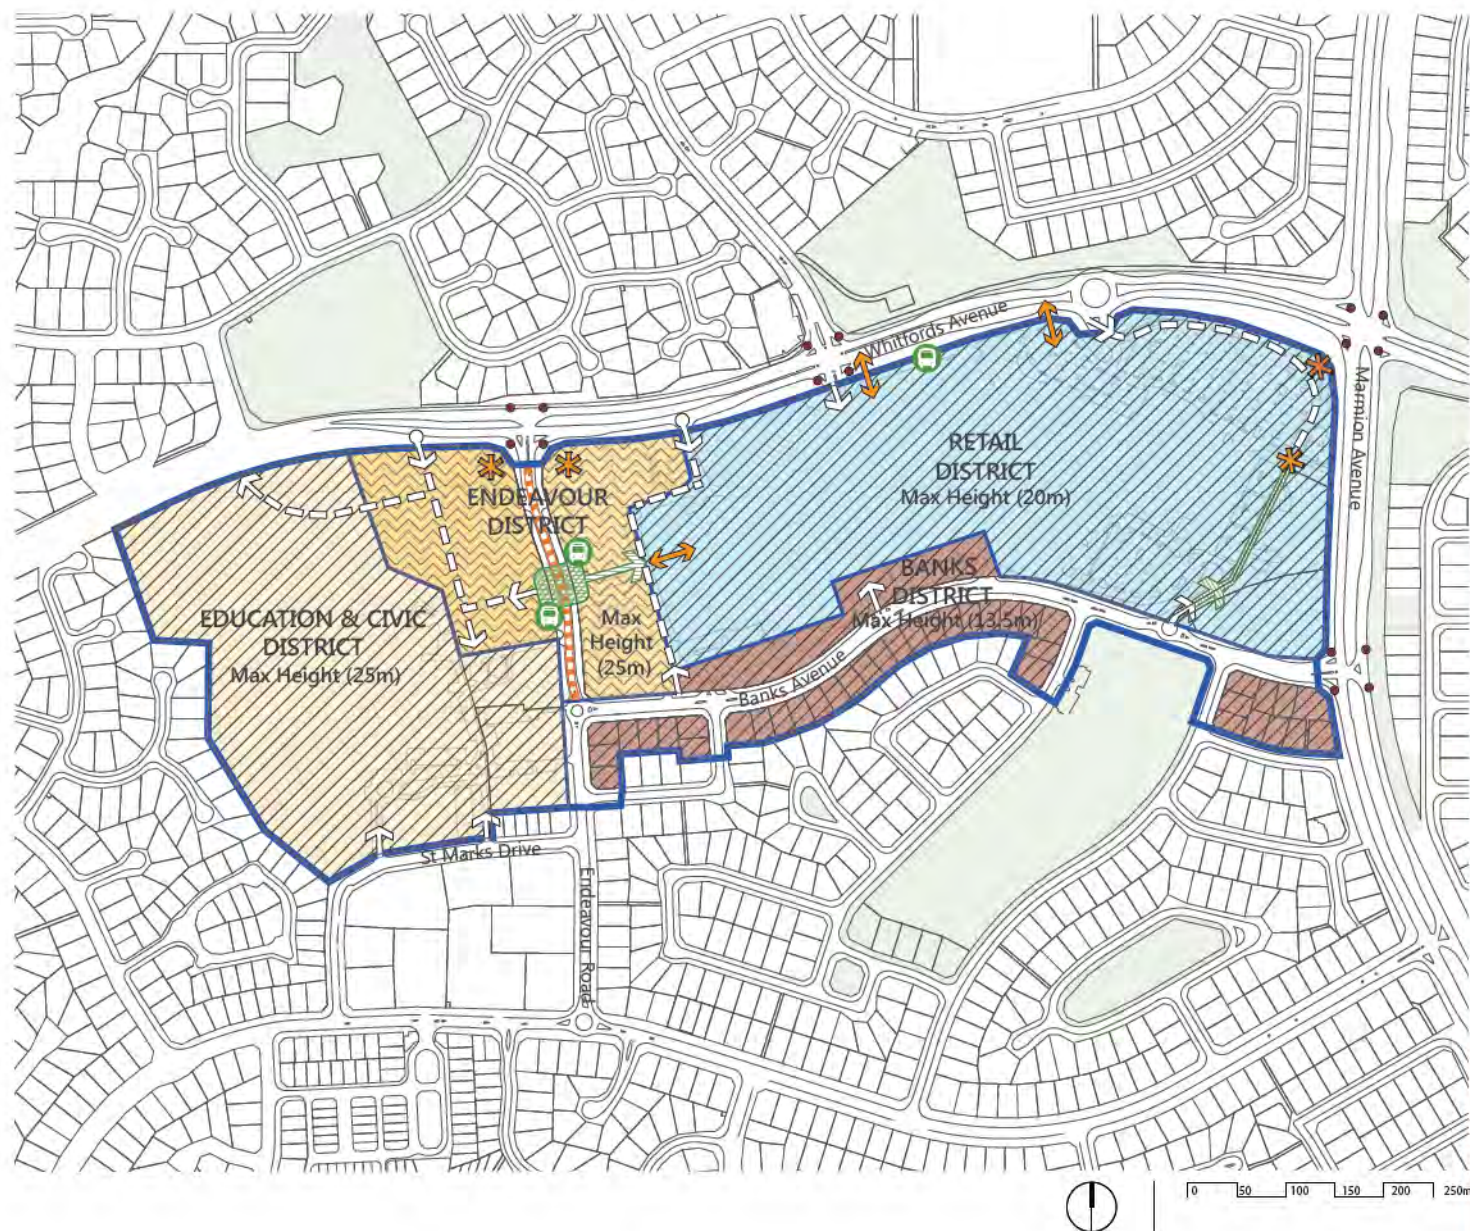 Whitfords Avenue
Marmion Avenue
RETAIL
DISTRICT
Max Height (20m)
ENDEAVOUR
DISTRICT
BANKS
DISTRICT
Max Height (13.5m)
EDUCATION & CIVIC
DISTRICT
Max Height (25m)
Max
Height
(25m)
Banks Avenue
St Marks Drive
Endeavour Road
0 50 100 150 200 250m